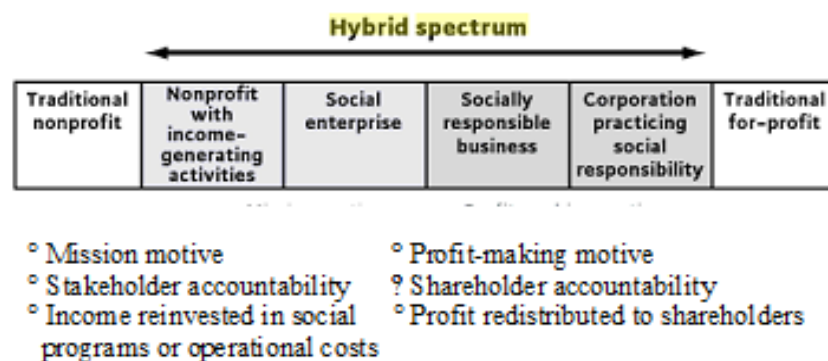 Hybrid spectrum
Traditional nonprofit
Nonprofit with income-generating activities
Social enterprise
Socially responsible business
Corporation practicing social responsibility
Traditional for-profit
° Mission motive
° Stakeholder accountability
° Income reinvested in social
programs or operational costs
° Profit-making motive
? Shareholder accountability
° Profit redistributed to shareholders